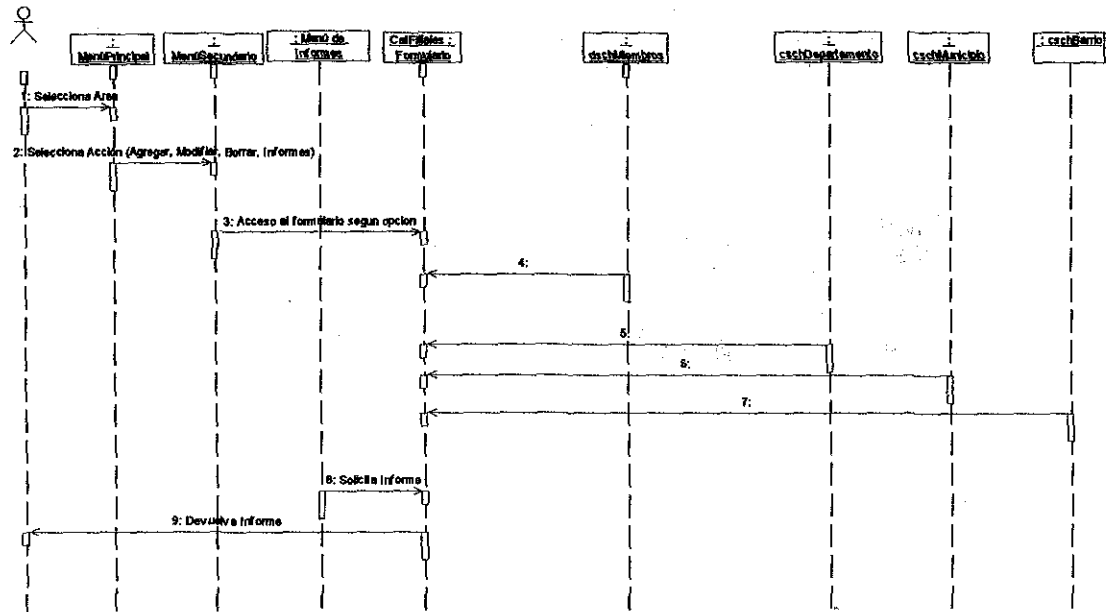 :
MenúPrincipal
:
MenúSecundario
: Menú de
Informes
CatFiliales :
Formulario
:
dschMiembros
:
cschDepartamento
:
cschMunicipio
: cschBarrio
1: Selecciona Area
2: Selecciona Acción (Agregar, Modificar, Borrar, Informes)
3: Acceso al formulario segun opcion
4:
5:
6:
7:
8: Solicita Informe
9: Devuelve Informe